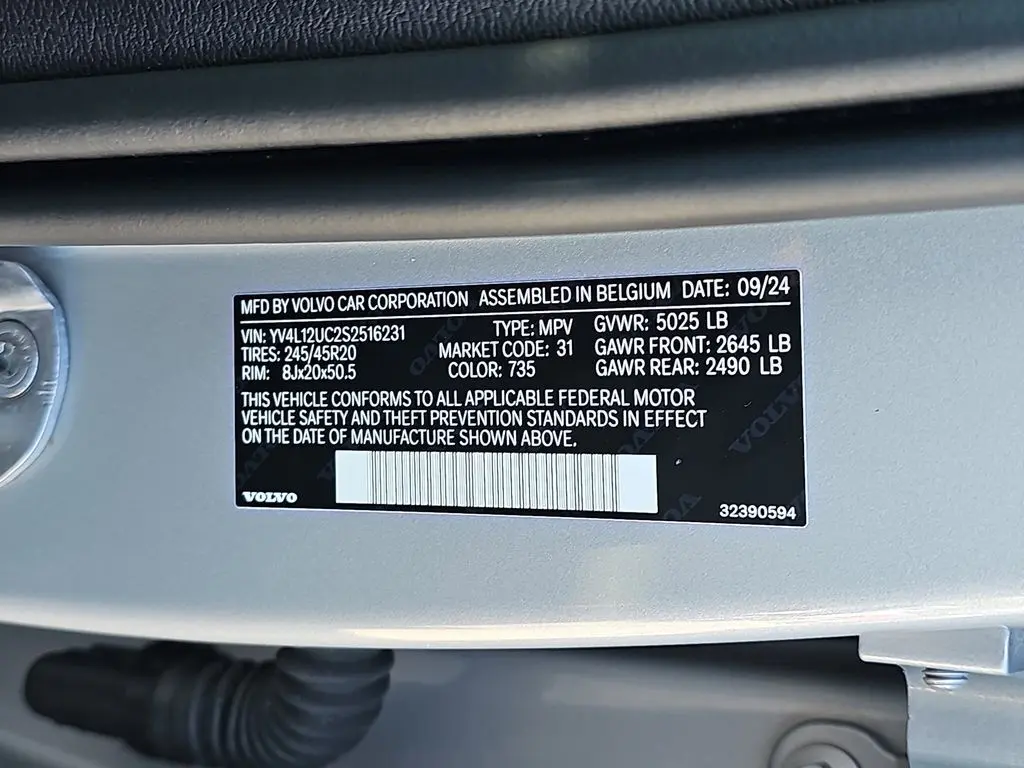 MFD BY VOLVO CAR CORPORATION ASSEMBLED IN BELGIUM DATE: 09/24
VIN: YV4L12UC2S2516231 TYPE: MPV GVWR: 5025 LB
TIRES: 245/45R20 MARKET CODE: 31 GAWR FRONT: 2645 LB
RIM: 8Jx20x50.5 COLOR: 735 GAWR REAR: 2490 LB
THIS VEHICLE CONFORMS TO ALL APPLICABLE FEDERAL MOTOR
VEHICLE SAFETY AND THEFT PREVENTION STANDARDS IN EFFECT
ON THE DATE OF MANUFACTURE SHOWN ABOVE.
VOLVO 32390594